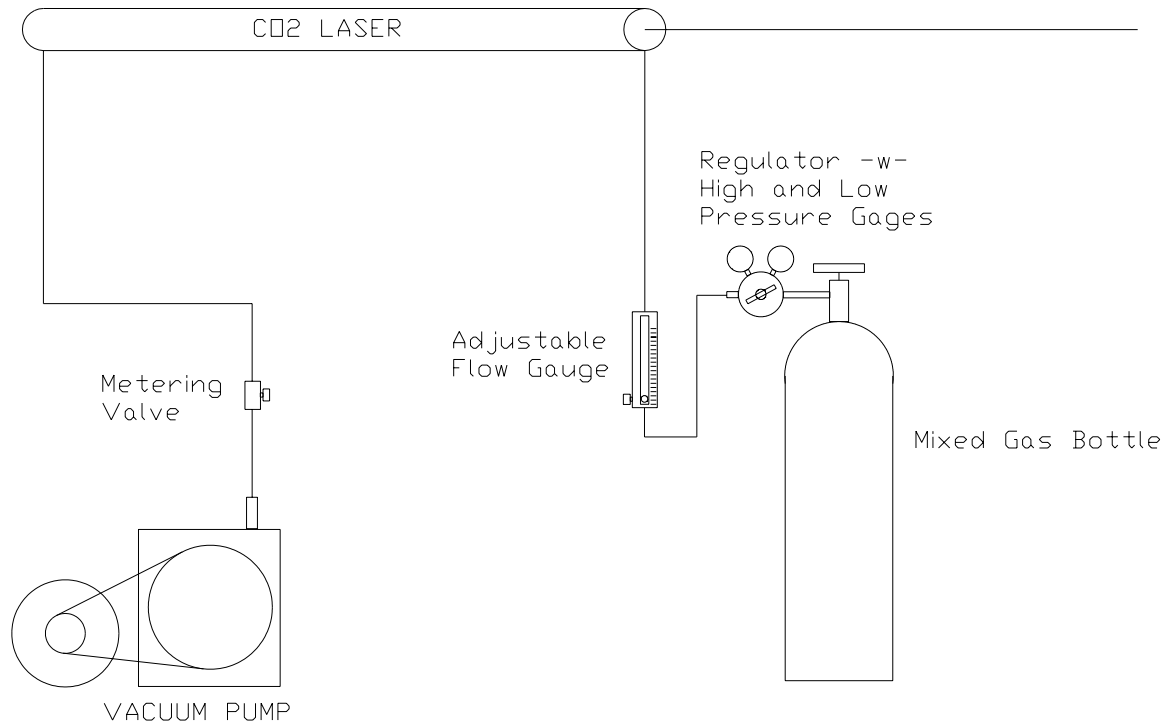 CO2 LASER
Regulator -w-
High and Low
Pressure Gages
Adjustable
Flow Gauge
Metering
Valve
Mixed Gas Bottle
VACUUM PUMP